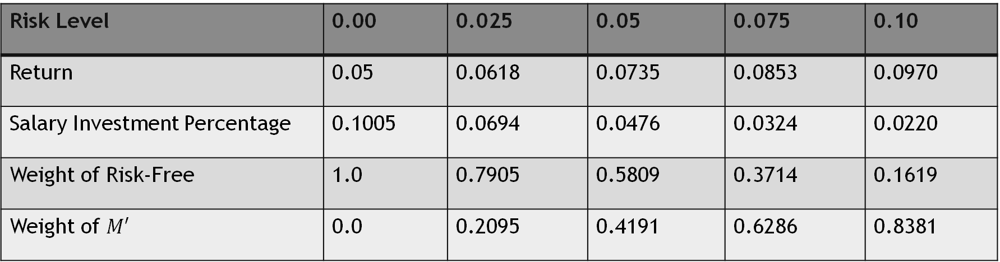 Risk Level 0.00 0.025 0.05 0.075 0.10
Return 0.05 0.0618 0.0735 0.0853 0.0970
Salary Investment Percentage 0.1005 0.0694 0.0476 0.0324 0.0220
Weight of Risk-Free 1.0 0.7905 0.5809 0.3714 0.1619
Weight of M′ 0.0 0.2095 0.4191 0.6286 0.8381